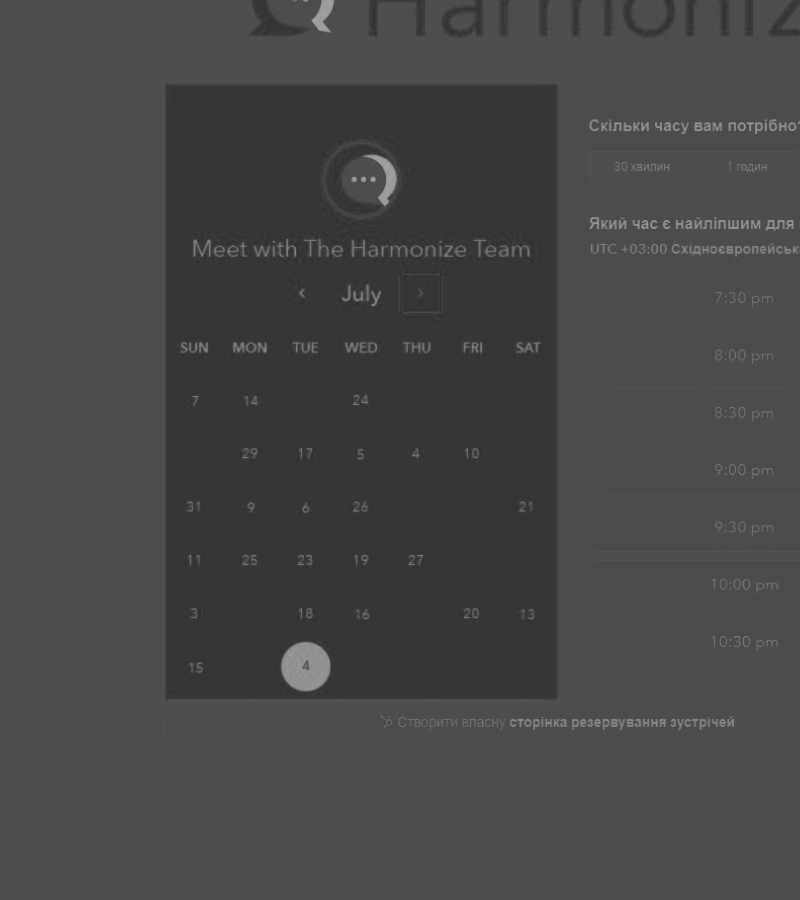 Harmoniz
Meet with The Harmonize Team
July
SUN MON TUE WED THU FRI SAT
7 14 24
29 17 5 4 10
31 9 6 26 21
11 25 23 19 27
3 18 16 20 13
15 4
Скільки часу вам потрібно?
30 хвилин 1 годин
Який час є найліпшим для
UTC +03:00 Східноєвропейськ
7:30 pm
8:00 pm
8:30 pm
9:00 pm
9:30 pm
10:00 pm
10:30 pm
Створити власну сторінка резервування зустрічей